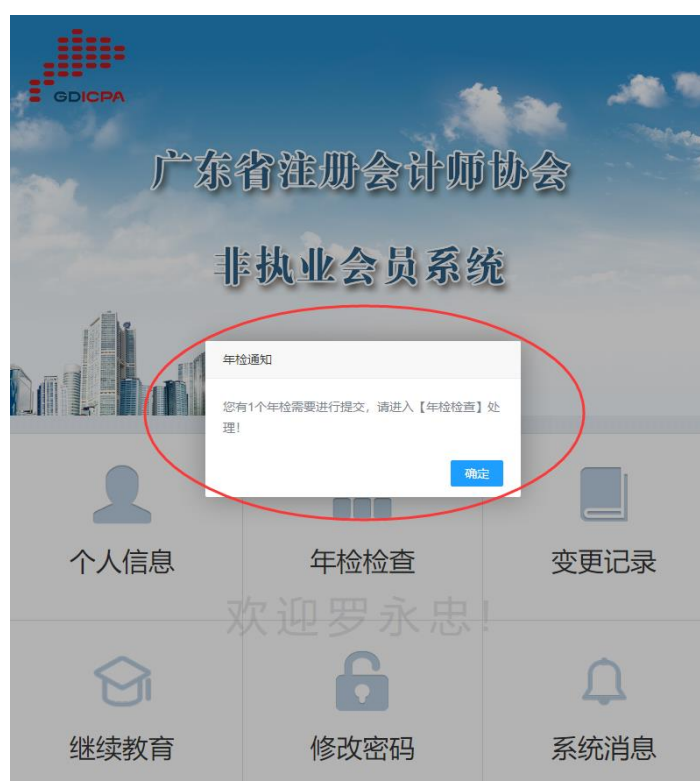 GDICPA
广东省注册会计师协会
非执业会员系统
年检通知
您有1个年检需要进行提交，请进入【年检检查】处
理！
确定
个人信息
年检检查
变更记录
欢迎罗永忠！
继续教育
修改密码
系统消息